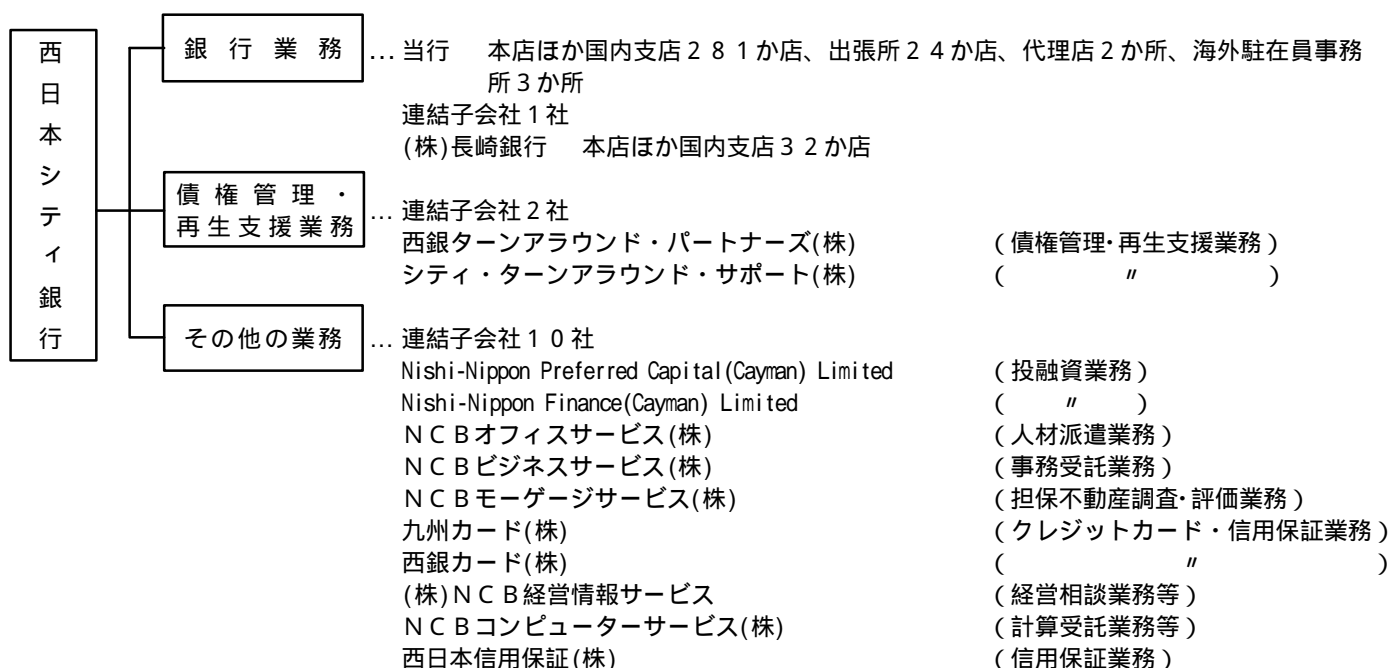 西日本シティ銀行
銀行業務 … 当行 本店ほか国内支店281か店、出張所24か店、代理店2か所、海外駐在員事務
所3か所
連結子会社1社
(株)長崎銀行 本店ほか国内支店32か店
債権管理・
再生支援業務 … 連結子会社2社
西銀ターンアラウンド・パートナーズ(株) (債権管理・再生支援業務)
シティ・ターンアラウンド・サポート(株) ( 〃 )
その他の業務 … 連結子会社10社
Nishi-Nippon Preferred Capital(Cayman) Limited (投融資業務)
Nishi-Nippon Finance(Cayman) Limited ( 〃 )
NCBオフィスサービス(株) (人材派遣業務)
NCBビジネスサービス(株) (事務受託業務)
NCBモーゲージサービス(株) (担保不動産調査・評価業務)
九州カード(株) (クレジットカード・信用保証業務)
西銀カード(株) ( 〃 )
(株)NCB経営情報サービス (経営相談業務等)
NCBコンピューターサービス(株) (計算受託業務等)
西日本信用保証(株) (信用保証業務)